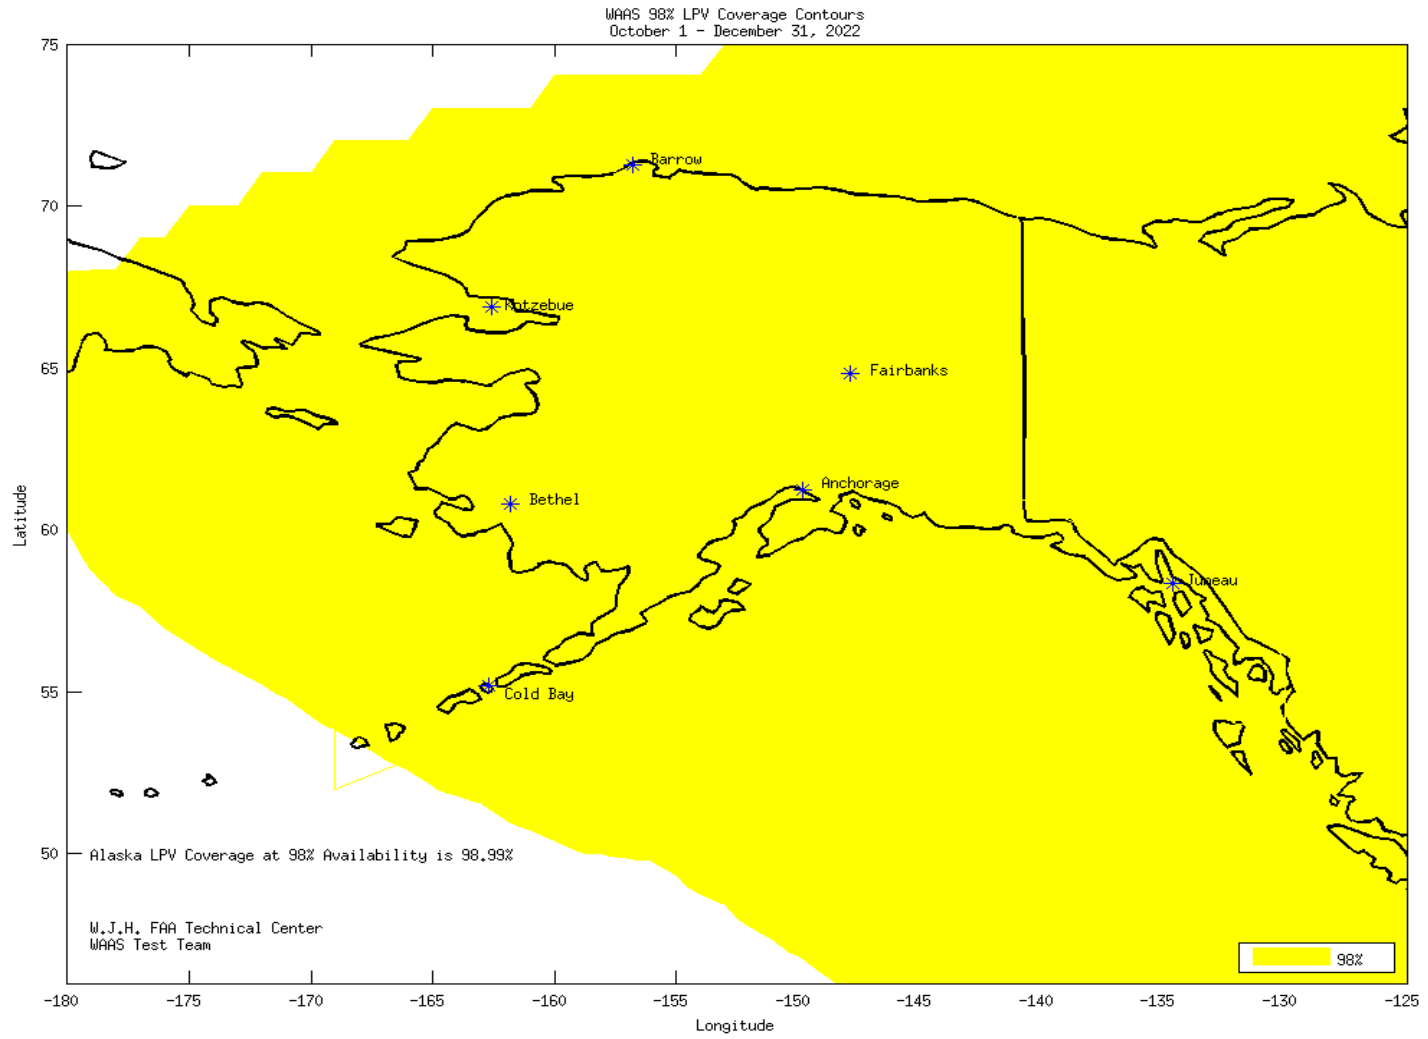 WAAS 98% LPV Coverage Contours
October 1 - December 31, 2022
75
70
65
60
55
50
Latitude
Barrow
Kotzebue
Fairbanks
Anchorage
Bethel
Juneau
Cold Bay
Alaska LPV Coverage at 98% Availability is 98.99%
W.J.H. FAA Technical Center
WAAS Test Team
98%
-180 -175 -170 -165 -160 -155 -150 -145 -140 -135 -130 -125
Longitude